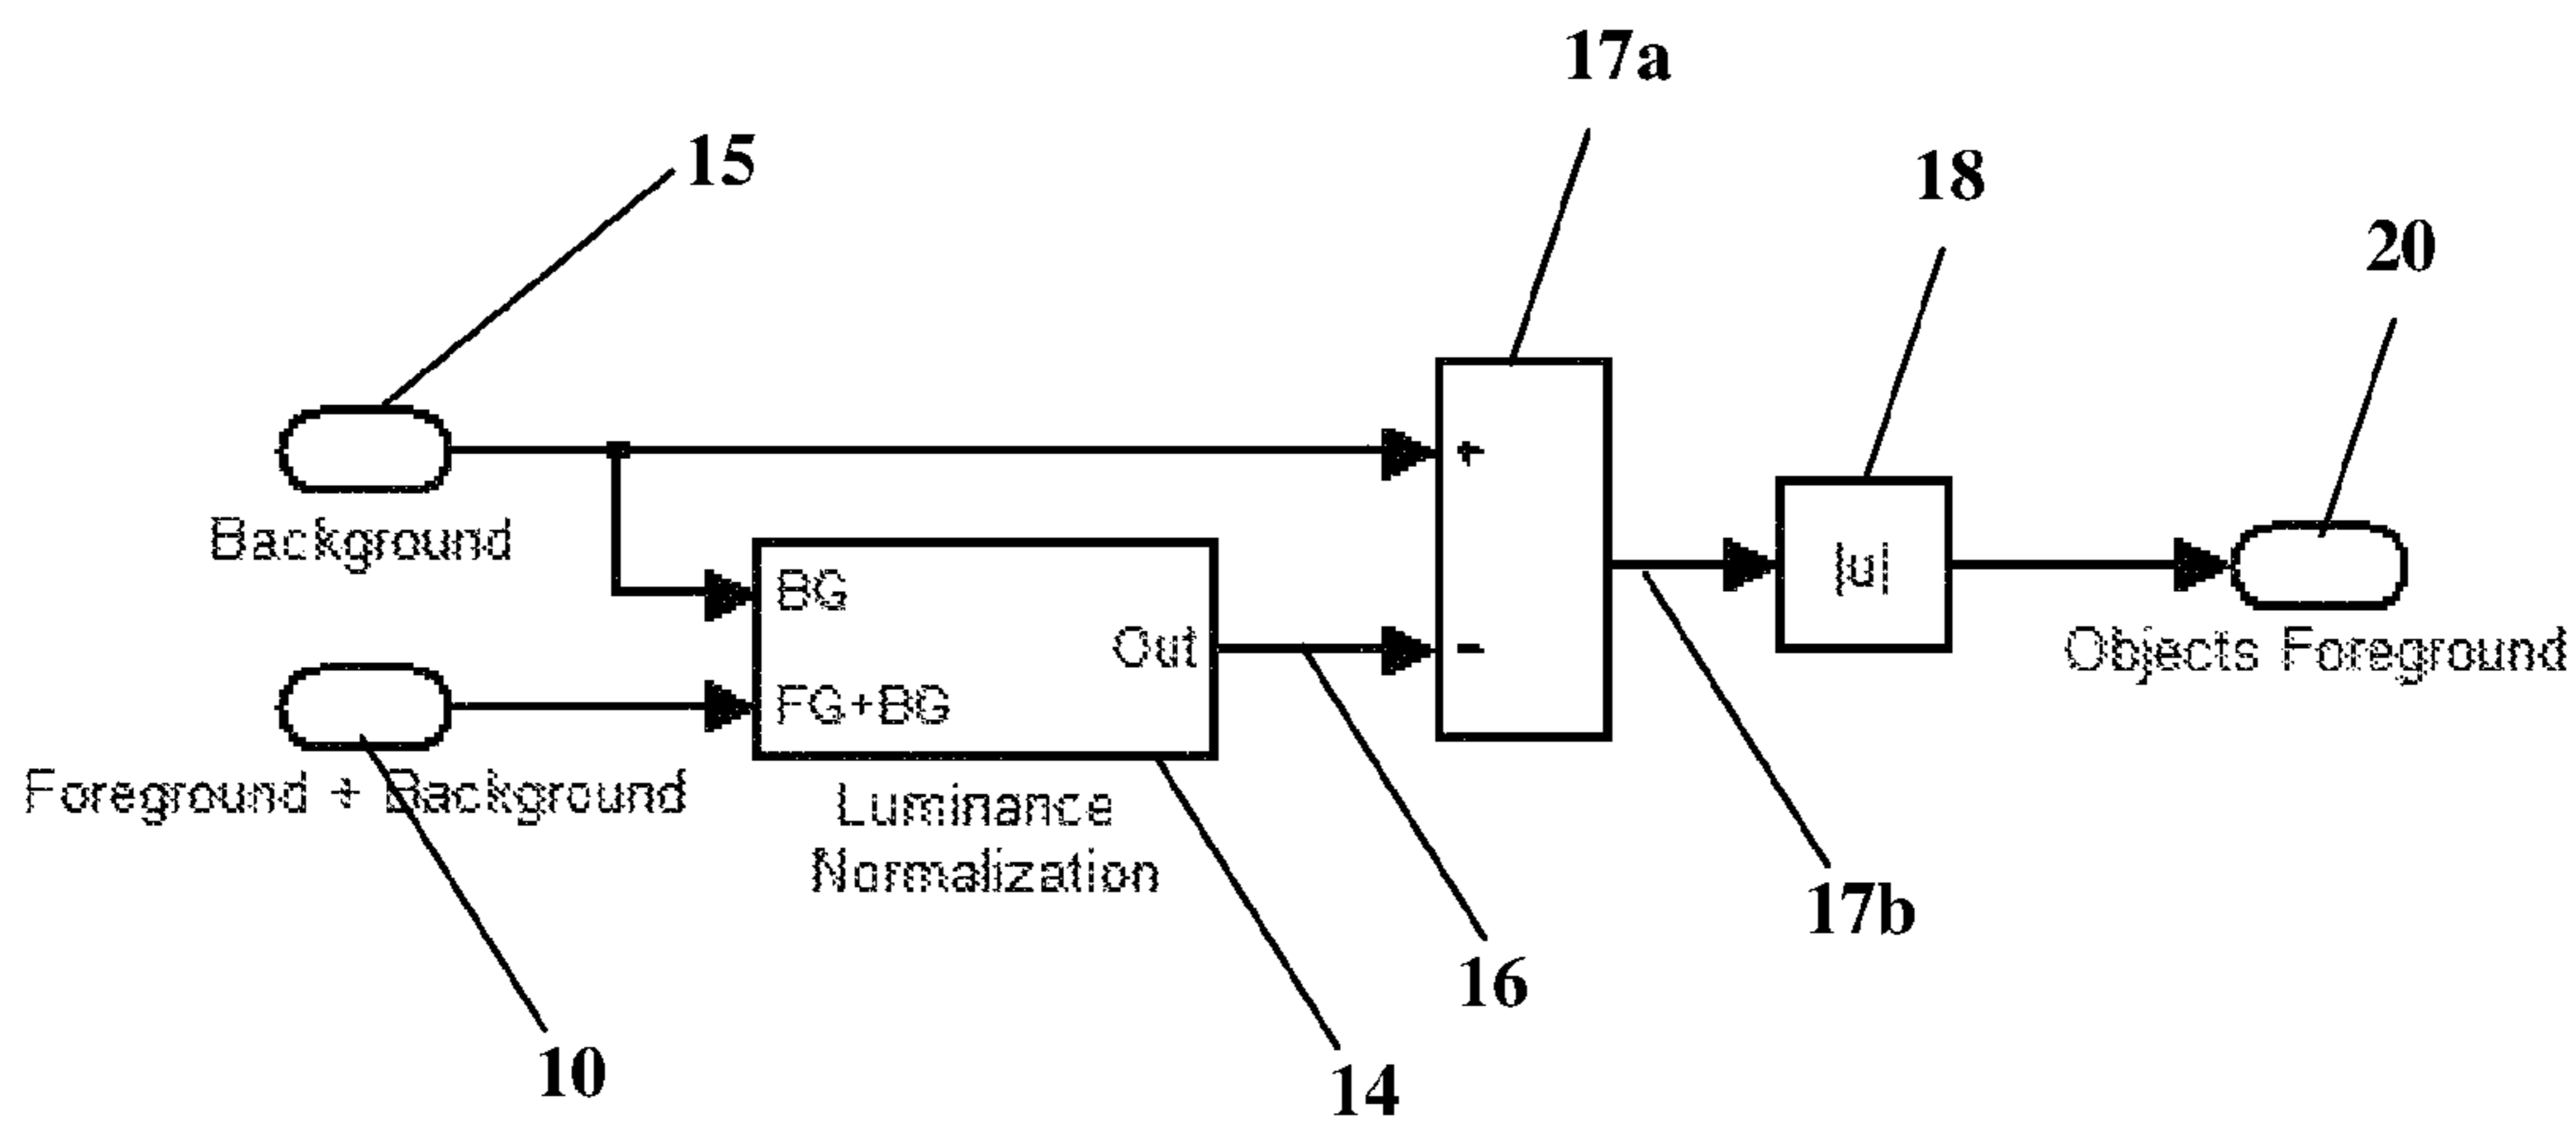 17a
15
18
20
+
Background
BG
|u|
Out
-
Objects Foreground
FG+BG
Foreground + Background
Luminance
Normalization
17b
16
10
14